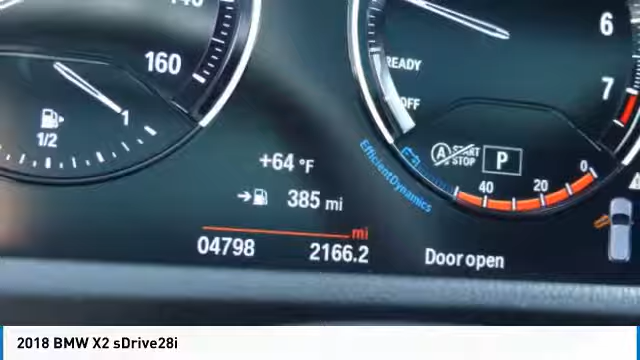 140
160
1/2
1
+64 °F
385 mi
mi
04798
2166.2
6
7
READY
OFF
EfficientDynamics
A START STOP
P
40
20
0
Door open
2018 BMW X2 sDrive28i